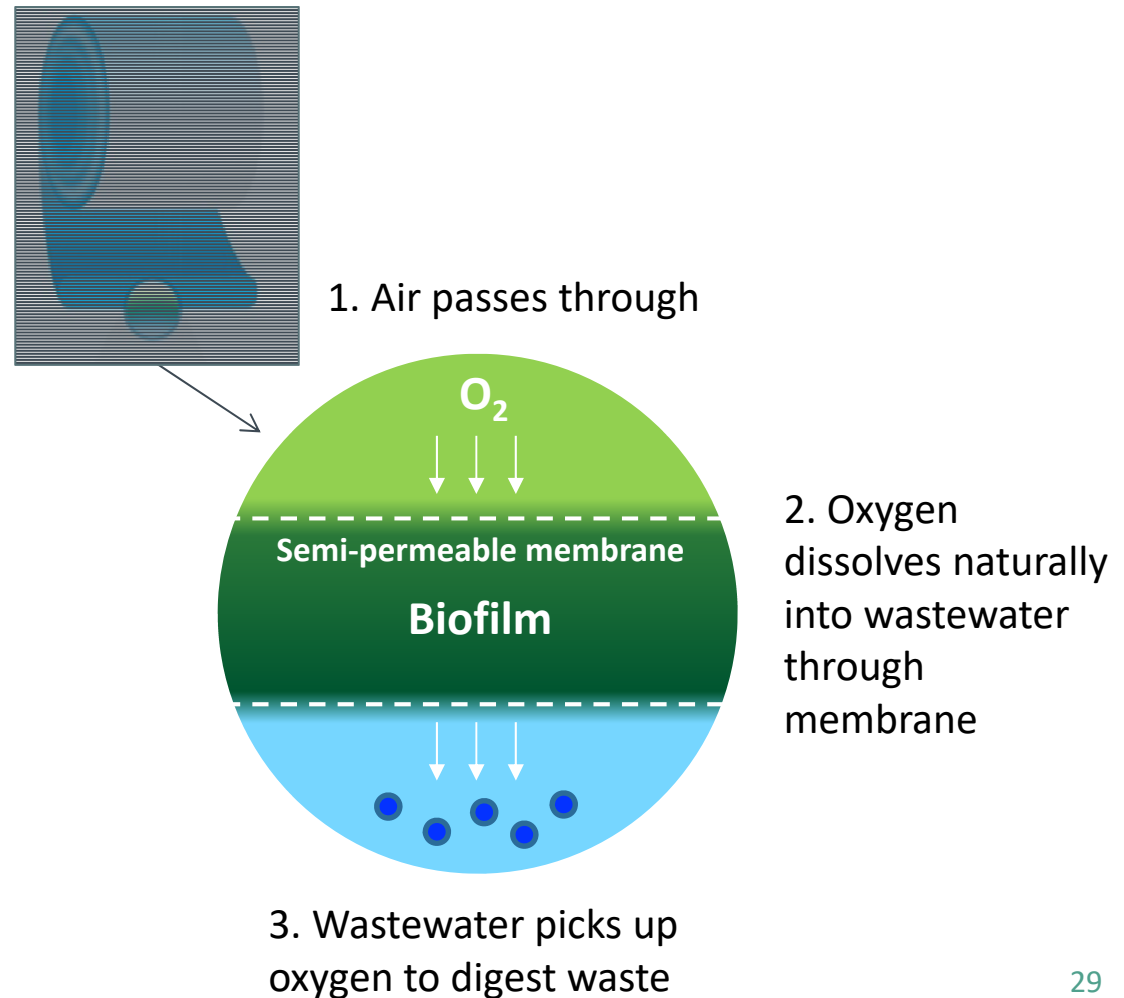 1. Air passes through
O₂
Semi-permeable membrane
Biofilm
2. Oxygen
dissolves naturally
into wastewater
through
membrane
3. Wastewater picks up
oxygen to digest waste
29